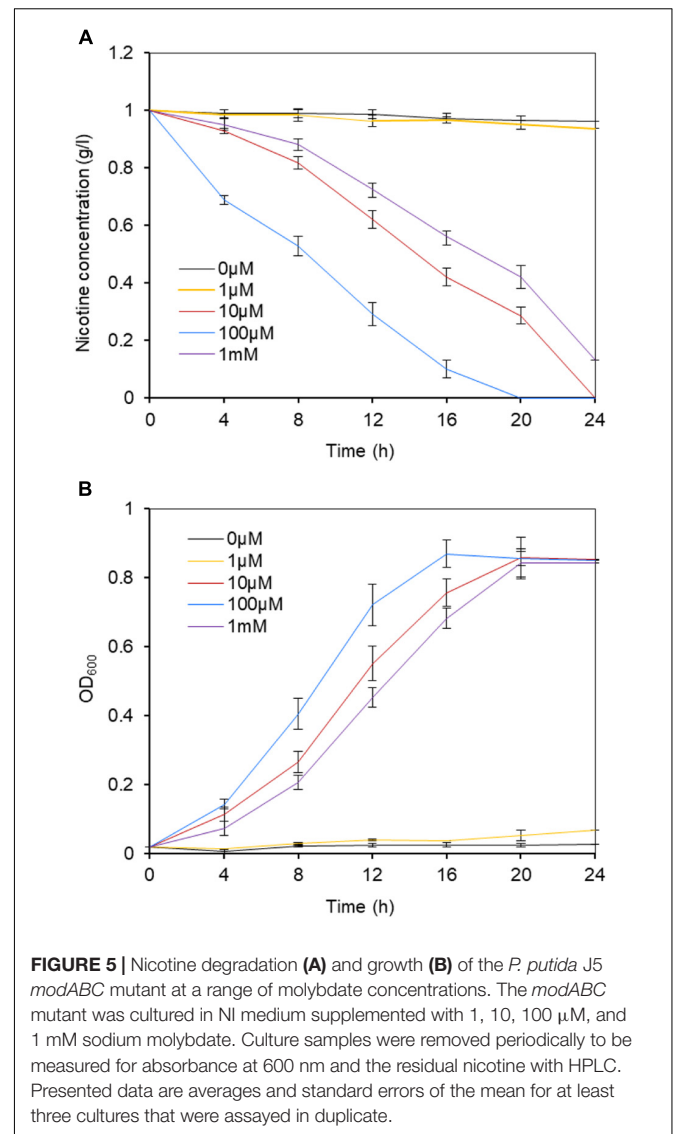 A
1.2
1
0.8
0.6
0.4
0.2
0
Nicotine concentration (g/l)
0µM
1µM
10µM
100µM
1mM
0 4 8 12 16 20 24
Time (h)
B
1
0.8
0.6
0.4
0.2
0
OD600
0µM
1µM
10µM
100µM
1mM
0 4 8 12 16 20 24
Time (h)
FIGURE 5 | Nicotine degradation (A) and growth (B) of the P. putida J5
modABC mutant at a range of molybdate concentrations. The modABC
mutant was cultured in NI medium supplemented with 1, 10, 100 µM, and
1 mM sodium molybdate. Culture samples were removed periodically to be
measured for absorbance at 600 nm and the residual nicotine with HPLC.
Presented data are averages and standard errors of the mean for at least
three cultures that were assayed in duplicate.